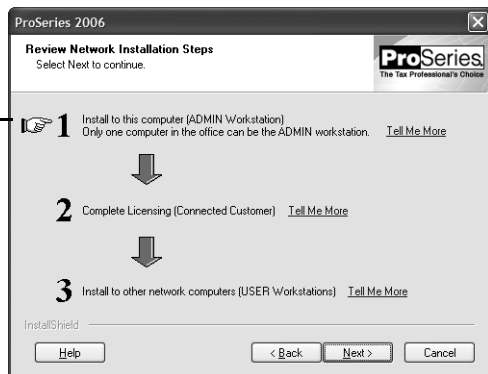 ProSeries 2006
Review Network Installation Steps
Select Next to continue.
ProSeries
The Tax Professional's Choice
1 Install to this computer (ADMIN Workstation)
Only one computer in the office can be the ADMIN workstation. Tell Me More
2 Complete Licensing (Connected Customer) Tell Me More
3 Install to other network computers (USER Workstations) Tell Me More
InstallShield
Help < Back Next > Cancel